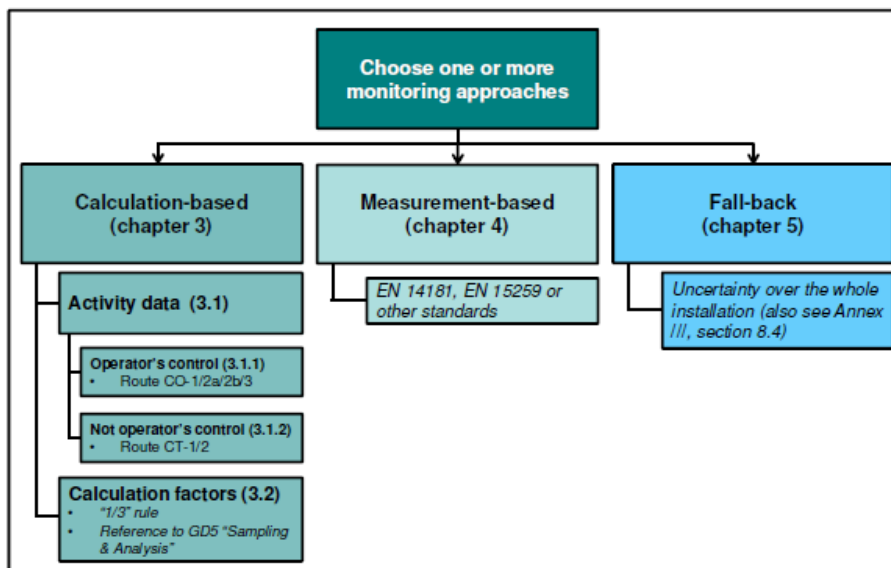 Choose one or more
monitoring approaches
Calculation-based
(chapter 3)
Measurement-based
(chapter 4)
Fall-back
(chapter 5)
Activity data (3.1)
Operator's control (3.1.1)
• Route CO-1/2a/2b/3
Not operator's control (3.1.2)
• Route CT-1/2
Calculation factors (3.2)
• "1/3" rule
• Reference to GD5 "Sampling
& Analysis"
EN 14181, EN 15259 or
other standards
Uncertainty over the whole
installation (also see Annex
III, section 8.4)